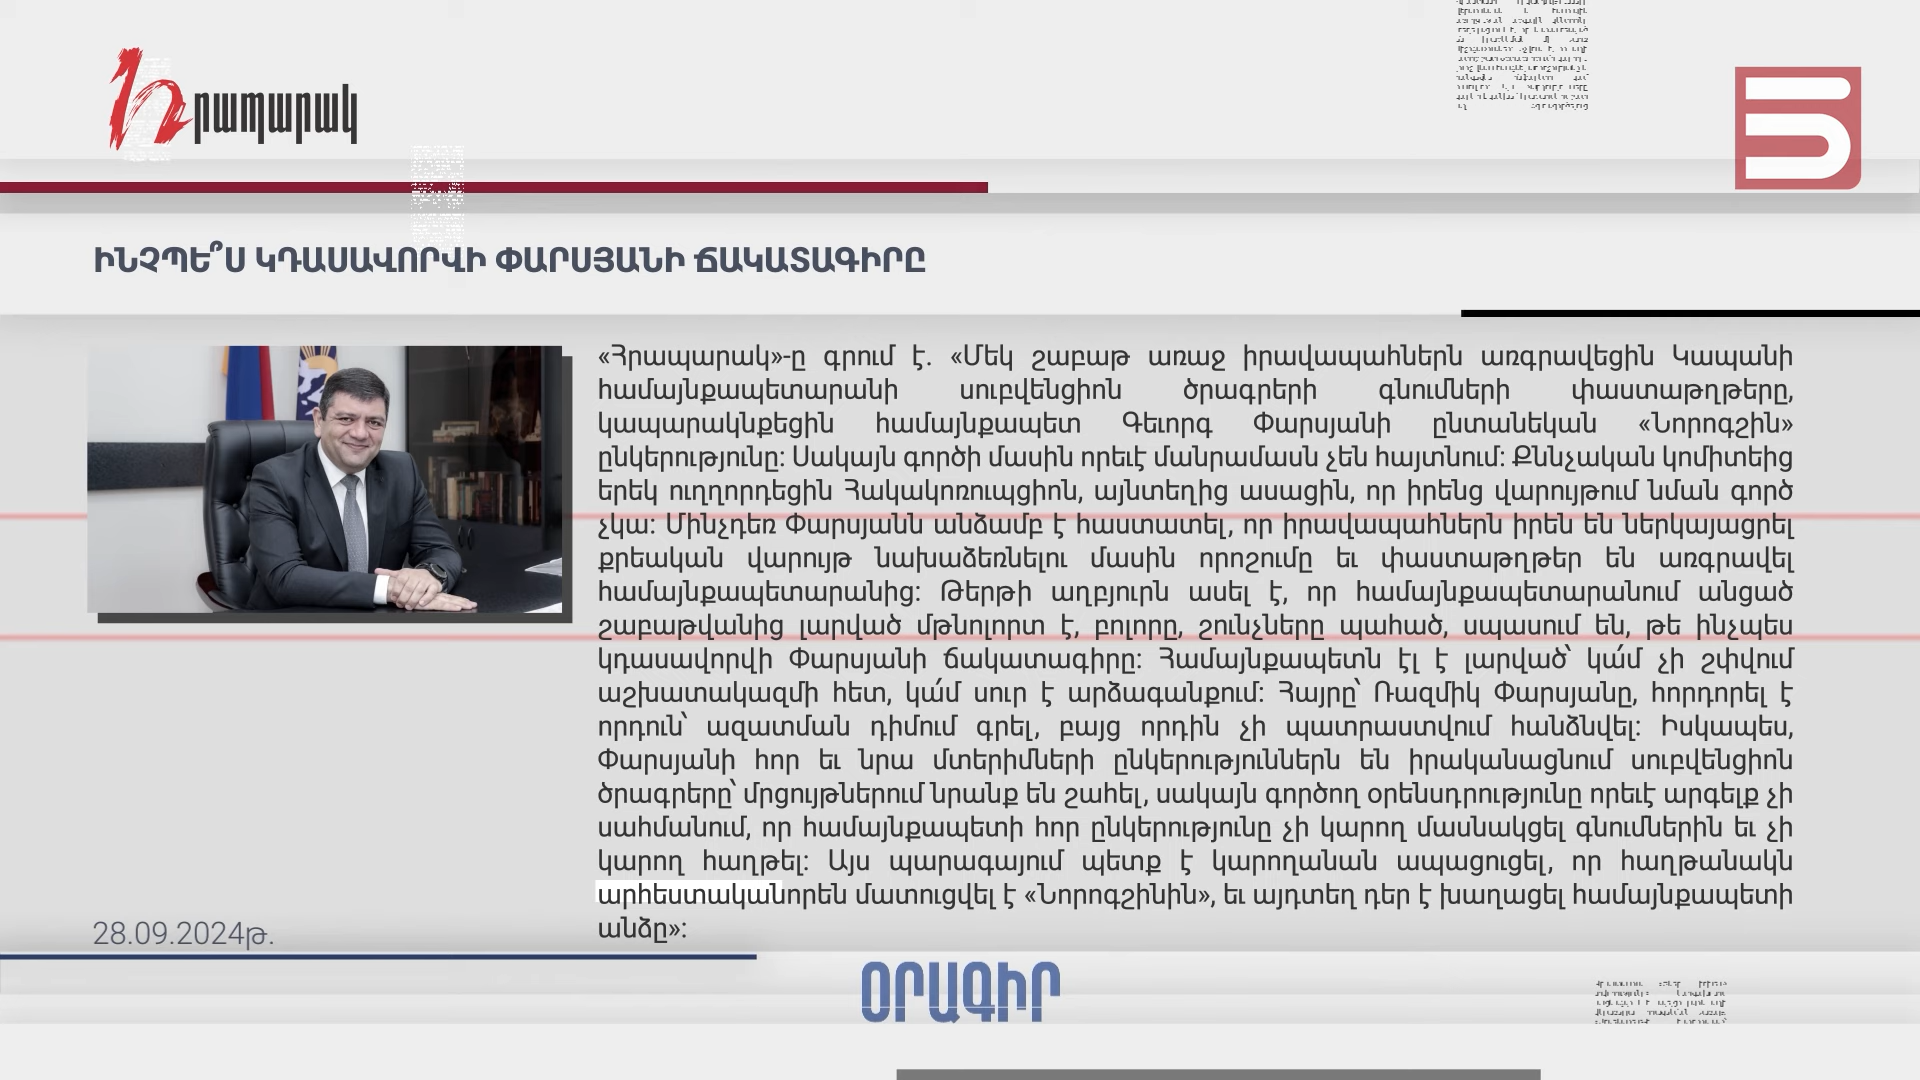 Հրապարակ
5
ԻՆՉՊԵ՞Ս ԿԴԱՍԱՎՈՐՎԻ ՓԱՐՍՅԱՆԻ ՃԱԿԱՏԱԳԻՐԸ
«Հրապարակ»-ը գրում է. «Մեկ շաբաթ առաջ իրավապահներն առգրավեցին Կապանի
համայնքապետարանի սուբվենցիոն ծրագրերի գնումների փաստաթղթերը,
կապարակնքեցին համայնքապետ Գեւորգ Փարսյանի ընտանեկան «Նորոգշին»
ընկերությունը: Սակայն գործի մասին որեւէ մանրամասն չեն հայտնում: Քննչական կոմիտեից
երեկ ուղղորդեցին Հակակոռուպցիոն, այնտեղից ասացին, որ իրենց վարույթում նման գործ
չկա: Մինչդեռ Փարսյանն անձամբ է հաստատել, որ իրավապահներն իրեն են ներկայացրել
քրեական վարույթ նախաձեռնելու մասին որոշումը եւ փաստաթղթեր են առգրավել
համայնքապետարանից: Թերթի աղբյուրն ասել է, որ համայնքապետարանում անցած
շաբաթվանից լարված մթնոլորտ է, բոլորը, շունչները պահած, սպասում են, թե ինչպես
կդասավորվի Փարսյանի ճակատագիրը: Համայնքապետն էլ է լարված՝ կա՛մ չի շփվում
աշխատակազմի հետ, կա՛մ սուր է արձագանքում: Հայրը՝ Ռազմիկ Փարսյանը, հորդորել է
որդուն՝ ազատման դիմում գրել, բայց որդին չի պատրաստվում հանձնվել: Իսկապես,
Փարսյանի հոր եւ նրա մտերիմների ընկերություններն են իրականացնում սուբվենցիոն
ծրագրերը՝ մրցույթներում նրանք են շահել, սակայն գործող օրենսդրությունը որեւէ արգելք չի
սահմանում, որ համայնքապետի հոր ընկերությունը չի կարող մասնակցել գնումներին եւ չի
կարող հաղթել: Այս պարագայում պետք է կարողանան ապացուցել, որ հաղթանակն
արհեստականորեն մատուցվել է «Նորոգշինին», եւ այդտեղ դեր է խաղացել համայնքապետի
անձը»:
28.09.2024թ.
ՕՐԱԳԻՐ